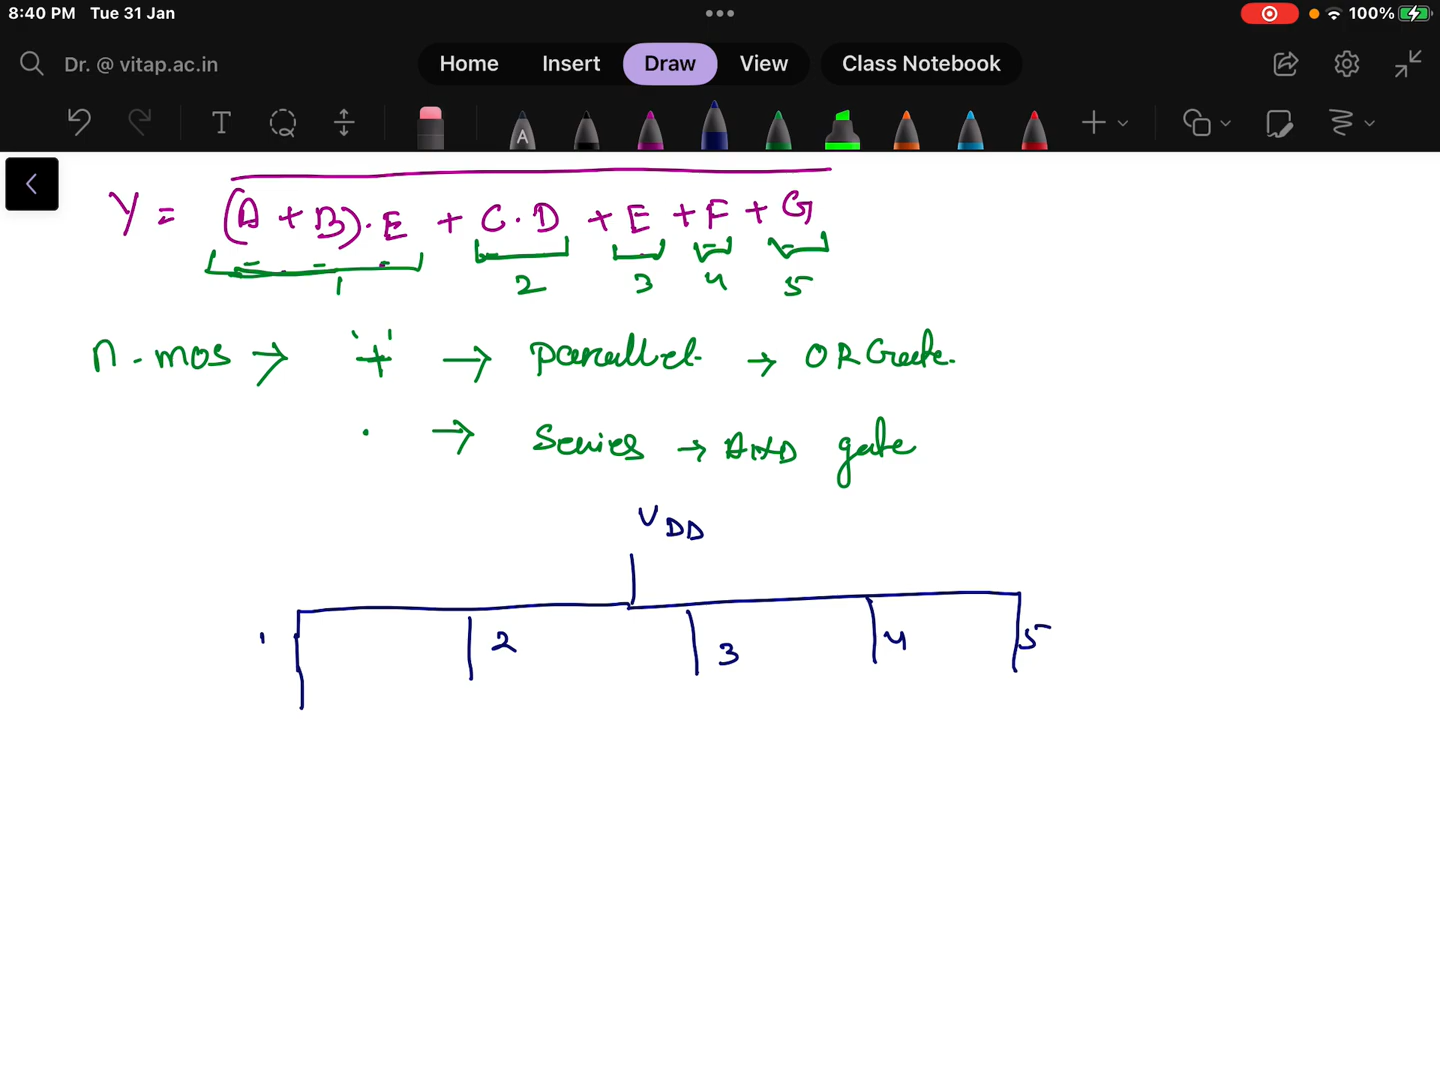 8:40 PM Tue 31 Jan
100%
Dr. @ vitap.ac.in
Home Insert Draw View Class Notebook
T A
Y = (A + B)·E + C·D + E + F + G
1 2 3 4 5
n-mos → '+' → parallel → OR Gate.
· → Series → AND gate
VDD
1 2 3 4 5